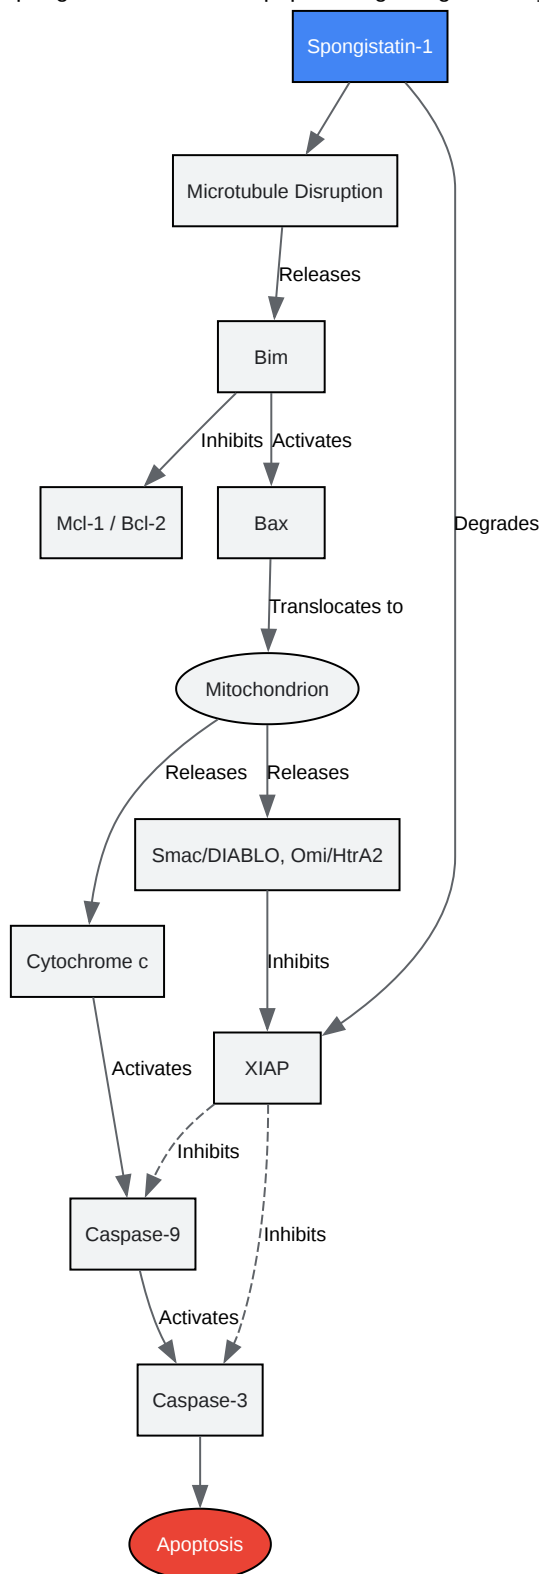 Spongistatin-1
Microtubule Disruption
Releases
Bim
Inhibits
Activates
Mcl-1 / Bcl-2
Bax
Degrades
Translocates to
Mitochondrion
Releases
Releases
Smac/DIABLO, Omi/HtrA2
Cytochrome c
Inhibits
XIAP
Activates
Inhibits
Caspase-9
Inhibits
Activates
Caspase-3
Apoptosis